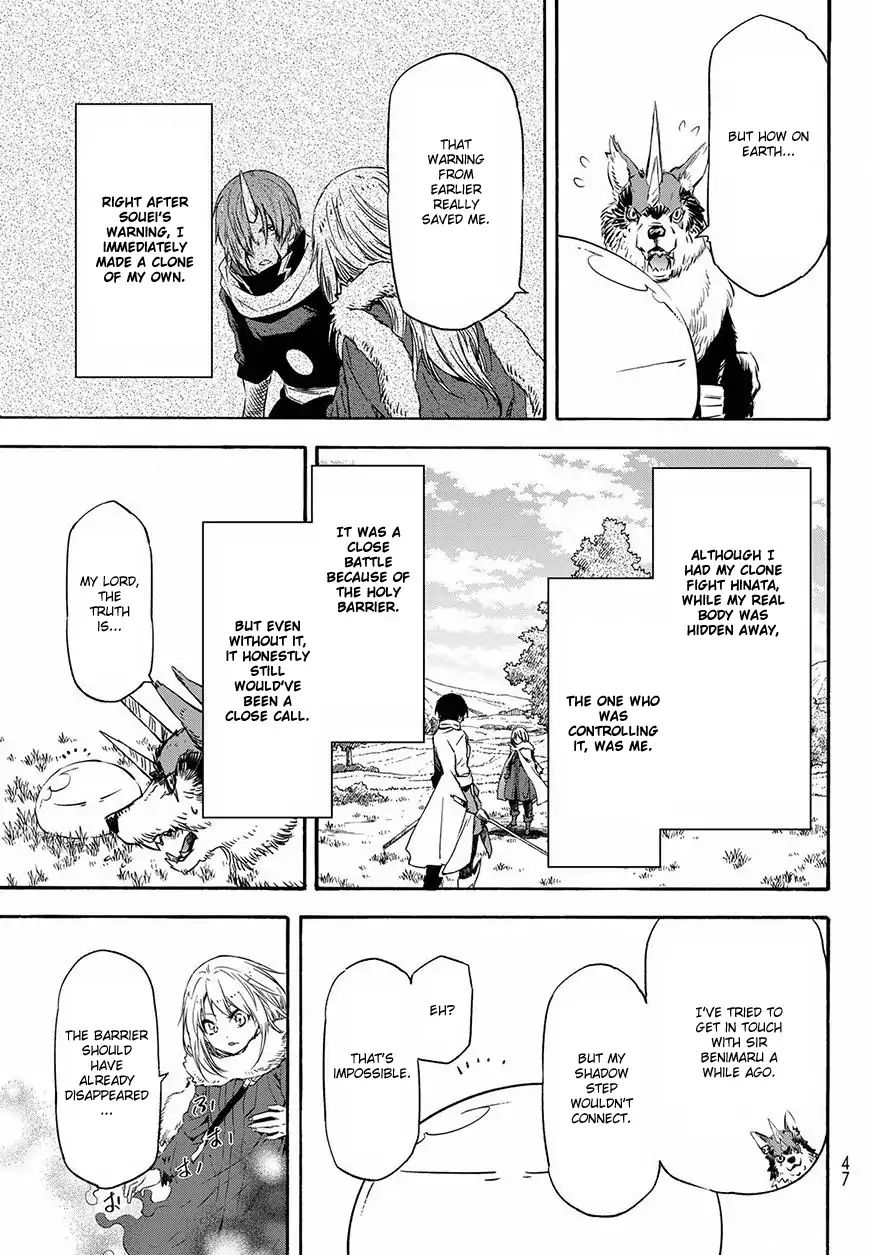 BUT HOW ON
EARTH...
THAT
WARNING
FROM
EARLIER
REALLY
SAVED ME.
RIGHT AFTER
SOUEI'S
WARNING, I
IMMEDIATELY
MADE A CLONE
OF MY OWN.
ALTHOUGH I
HAD MY CLONE
FIGHT HINATA,
WHILE MY REAL
BODY WAS
HIDDEN AWAY,
THE ONE WHO
WAS
CONTROLLING
IT, WAS ME.
IT WAS A
CLOSE
BATTLE
BECAUSE OF
THE HOLY
BARRIER.
BUT EVEN
WITHOUT IT,
IT HONESTLY
STILL
WOULD'VE
BEEN A
CLOSE CALL.
MY LORD,
THE
TRUTH
IS...
I'VE TRIED TO
GET IN TOUCH
WITH SIR
BENIMARU A
WHILE AGO.
BUT MY
SHADOW
STEP
WOULDN'T
CONNECT.
EH?
THAT'S
IMPOSSIBLE.
THE BARRIER
SHOULD
HAVE
ALREADY
DISAPPEARED
...
ふおお
47